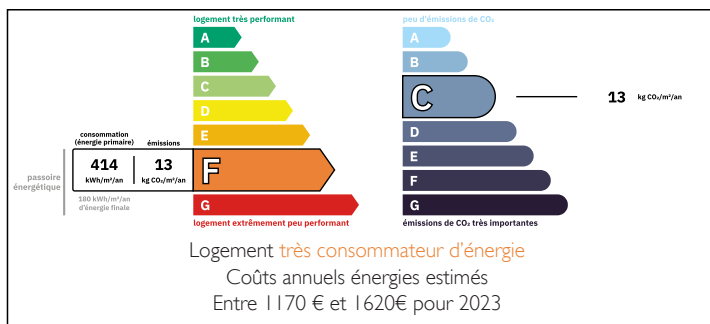 logement très performant
A
B
C
D
E
consommation
(énergie primaire)
émissions
passoire
énergétique
414
kWh/m²/an
13
kg CO₂/m²/an
F
180 kWh/m²/an
d'énergie finale
G
logement extrêmement peu performant
peu d'émissions de CO₂
A
B
C
13 kg CO₂/m²/an
D
E
F
G
émissions de CO₂ très importantes
Logement très consommateur d'énergie
Coûts annuels énergies estimés
Entre 1170 € et 1620€ pour 2023